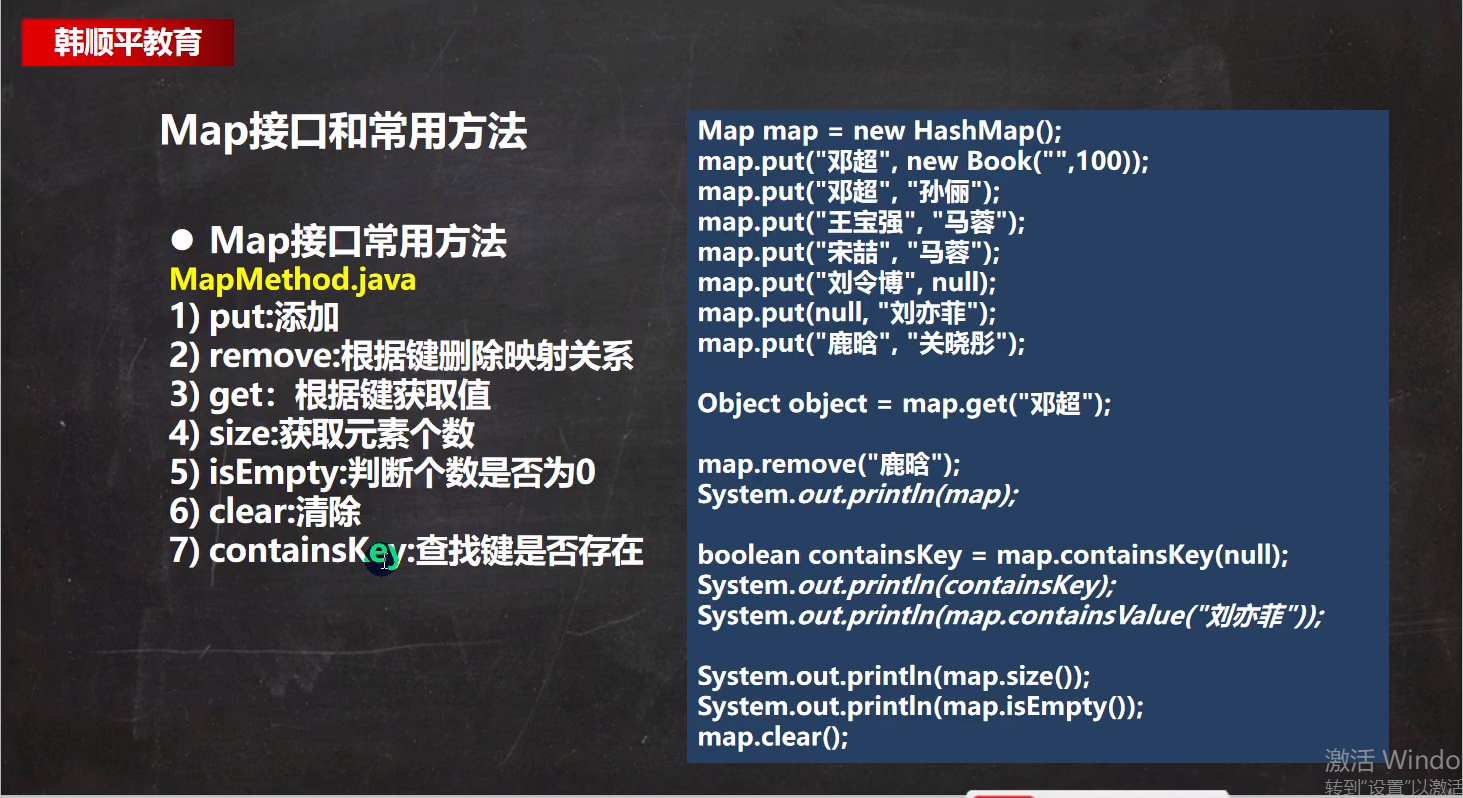 韩顺平教育
Map接口和常用方法
● Map接口常用方法
MapMethod.java
1) put:添加
2) remove:根据键删除映射关系
3) get：根据键获取值
4) size:获取元素个数
5) isEmpty:判断个数是否为0
6) clear:清除
7) containsKey:查找键是否存在
Map map = new HashMap();
map.put("邓超", new Book("",100));
map.put("邓超", "孙俪");
map.put("王宝强", "马蓉");
map.put("宋喆", "马蓉");
map.put("刘令博", null);
map.put(null, "刘亦菲");
map.put("鹿晗", "关晓彤");
Object object = map.get("邓超");
map.remove("鹿晗");
System.out.println(map);
boolean containsKey = map.containsKey(null);
System.out.println(containsKey);
System.out.println(map.containsValue("刘亦菲"));
System.out.println(map.size());
System.out.println(map.isEmpty());
map.clear();
激活 Windo
转到"设置"以激活